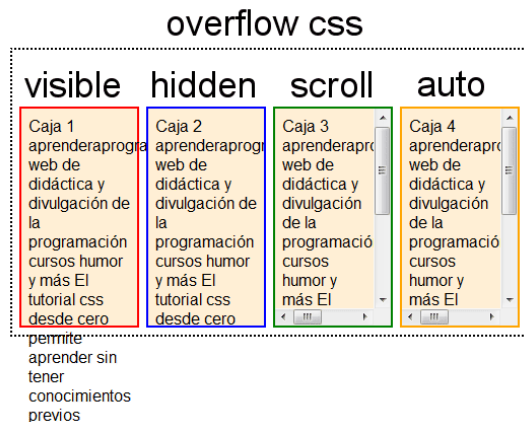 overflow css
visible hidden scroll auto
Caja 1
aprenderaprogra
web de
didáctica y
divulgación de
la
programación
cursos humor
y más El
tutorial css
desde cero
permite
aprender sin
tener
conocimientos
previos
Caja 2
aprenderaprogr
web de
didáctica y
divulgación de
la
programación
cursos humor
y más El
tutorial css
desde cero
Caja 3
aprenderapro
web de
didáctica y
divulgación
de la
programació
cursos
humor y
más El
Caja 4
aprenderapro
web de
didáctica y
divulgación
de la
programació
cursos
humor y
más El